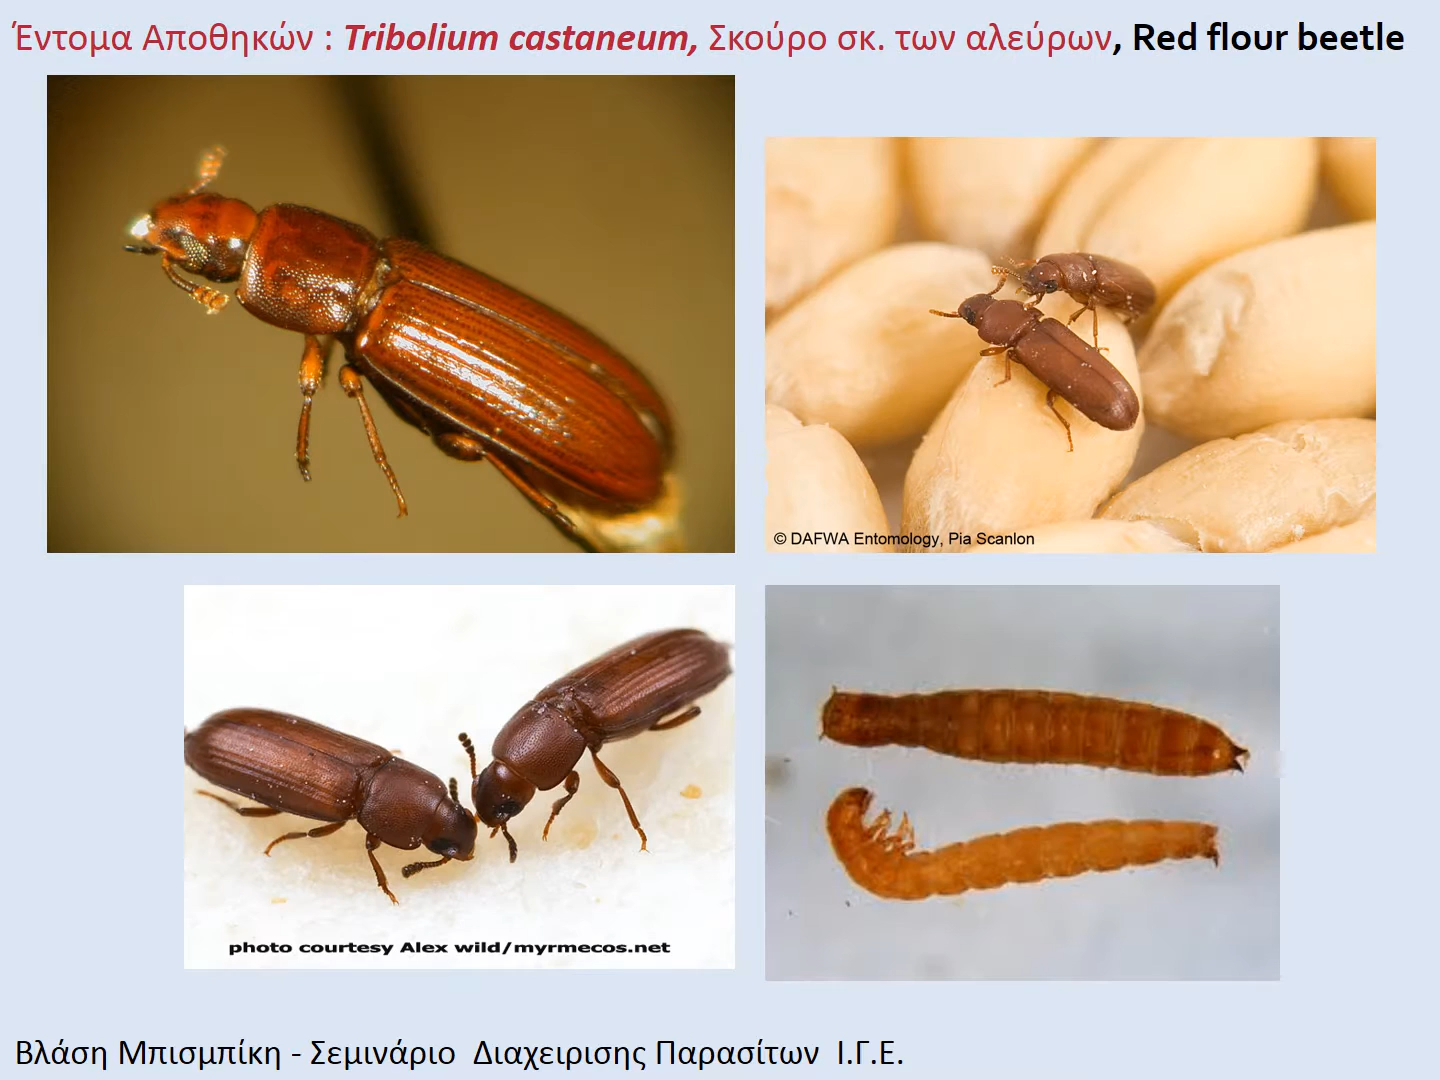 Έντομα Αποθηκών : Tribolium castaneum, Σκούρο σκ. των αλεύρων, Red flour beetle
© DAFWA Entomology, Pia Scanlon
photo courtesy Alex wild/myrmecos.net
Βλάση Μπισμπίκη - Σεμινάριο Διαχειρισης Παρασίτων Ι.Γ.Ε.